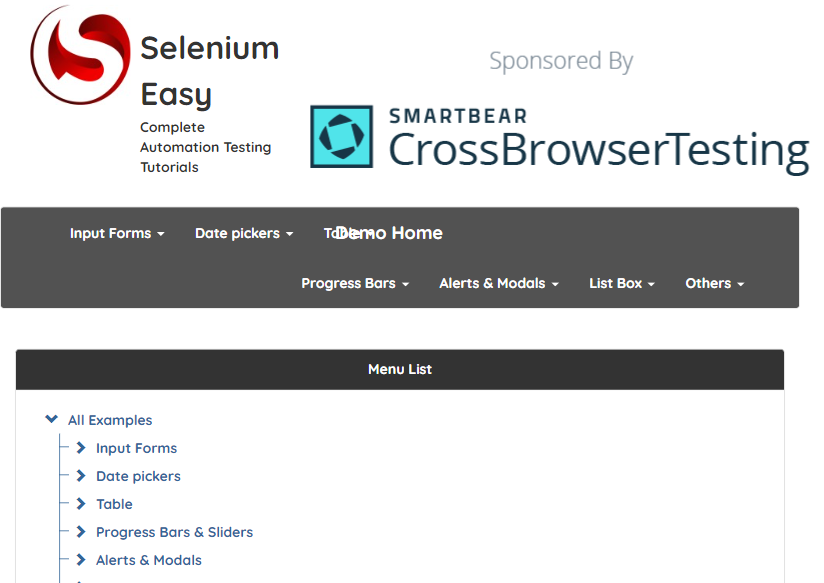 Selenium
Easy
Complete
Automation Testing
Tutorials
Sponsored By
SMARTBEAR
CrossBrowserTesting
Input Forms
Date pickers
Table
Demo Home
Progress Bars
Alerts & Modals
List Box
Others
Menu List
All Examples
Input Forms
Date pickers
Table
Progress Bars & Sliders
Alerts & Modals